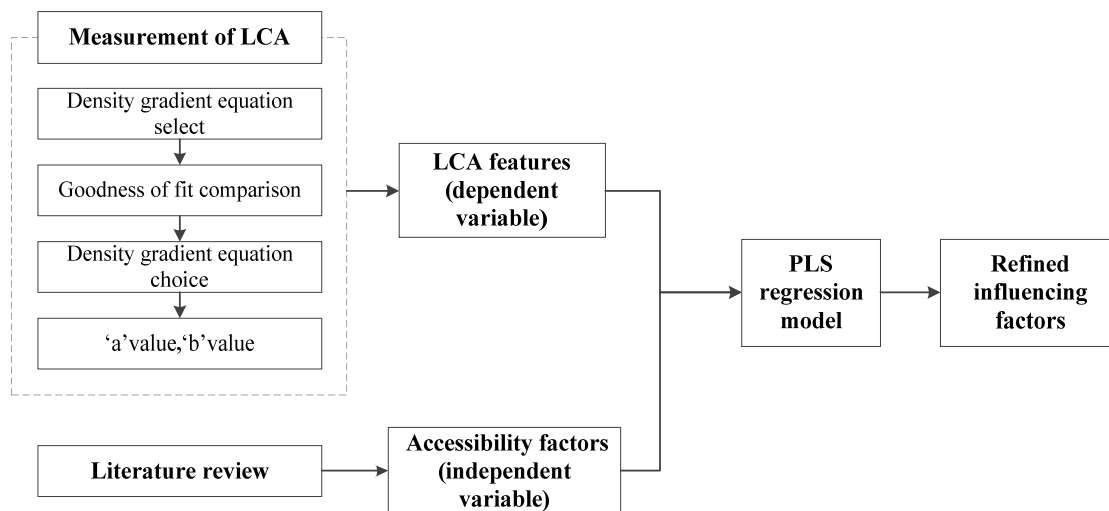 Measurement of LCA
Density gradient equation
select
Goodness of fit comparison
Density gradient equation
choice
‘a’value,‘b’value
LCA features
(dependent
variable)
Literature review
Accessibility factors
(independent
variable)
PLS
regression
model
Refined
influencing
factors